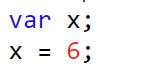 var x;
x = 6;